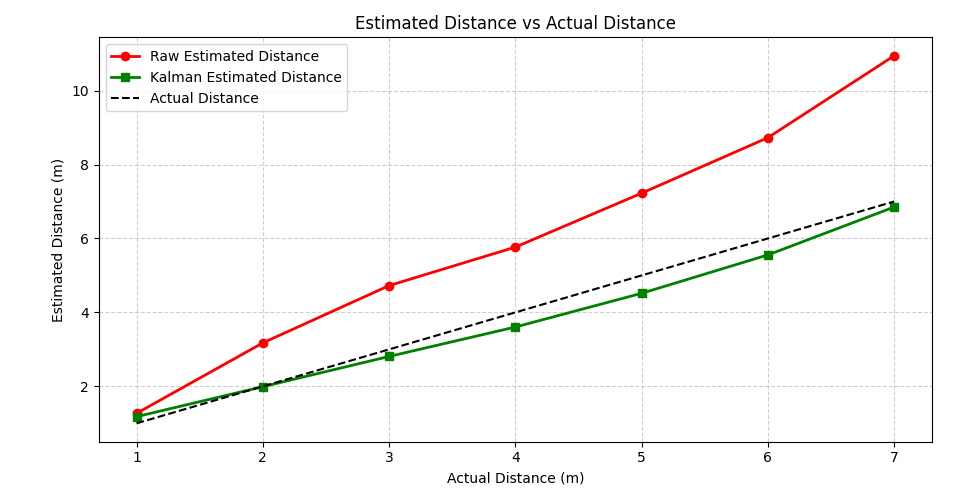 Estimated Distance vs Actual Distance
Raw Estimated Distance
Kalman Estimated Distance
Actual Distance
Estimated Distance (m)
10
8
6
4
2
1 2 3 4 5 6 7
Actual Distance (m)